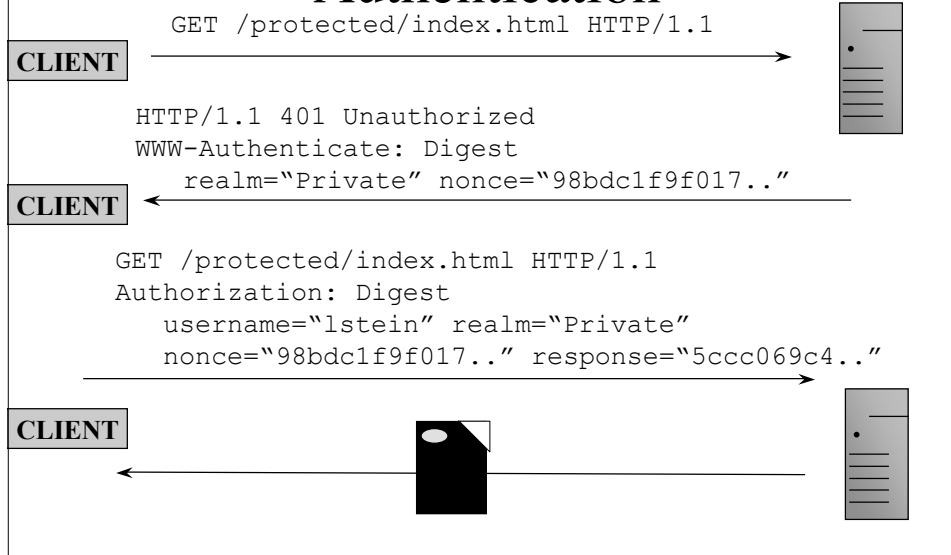 GET /protected/index.html HTTP/1.1
CLIENT
HTTP/1.1 401 Unauthorized
WWW-Authenticate: Digest
realm=“Private” nonce=“98bdc1f9f017..”
CLIENT
GET /protected/index.html HTTP/1.1
Authorization: Digest
username=“lstein” realm=“Private”
nonce=“98bdc1f9f017..” response=“5ccc069c4..”
CLIENT